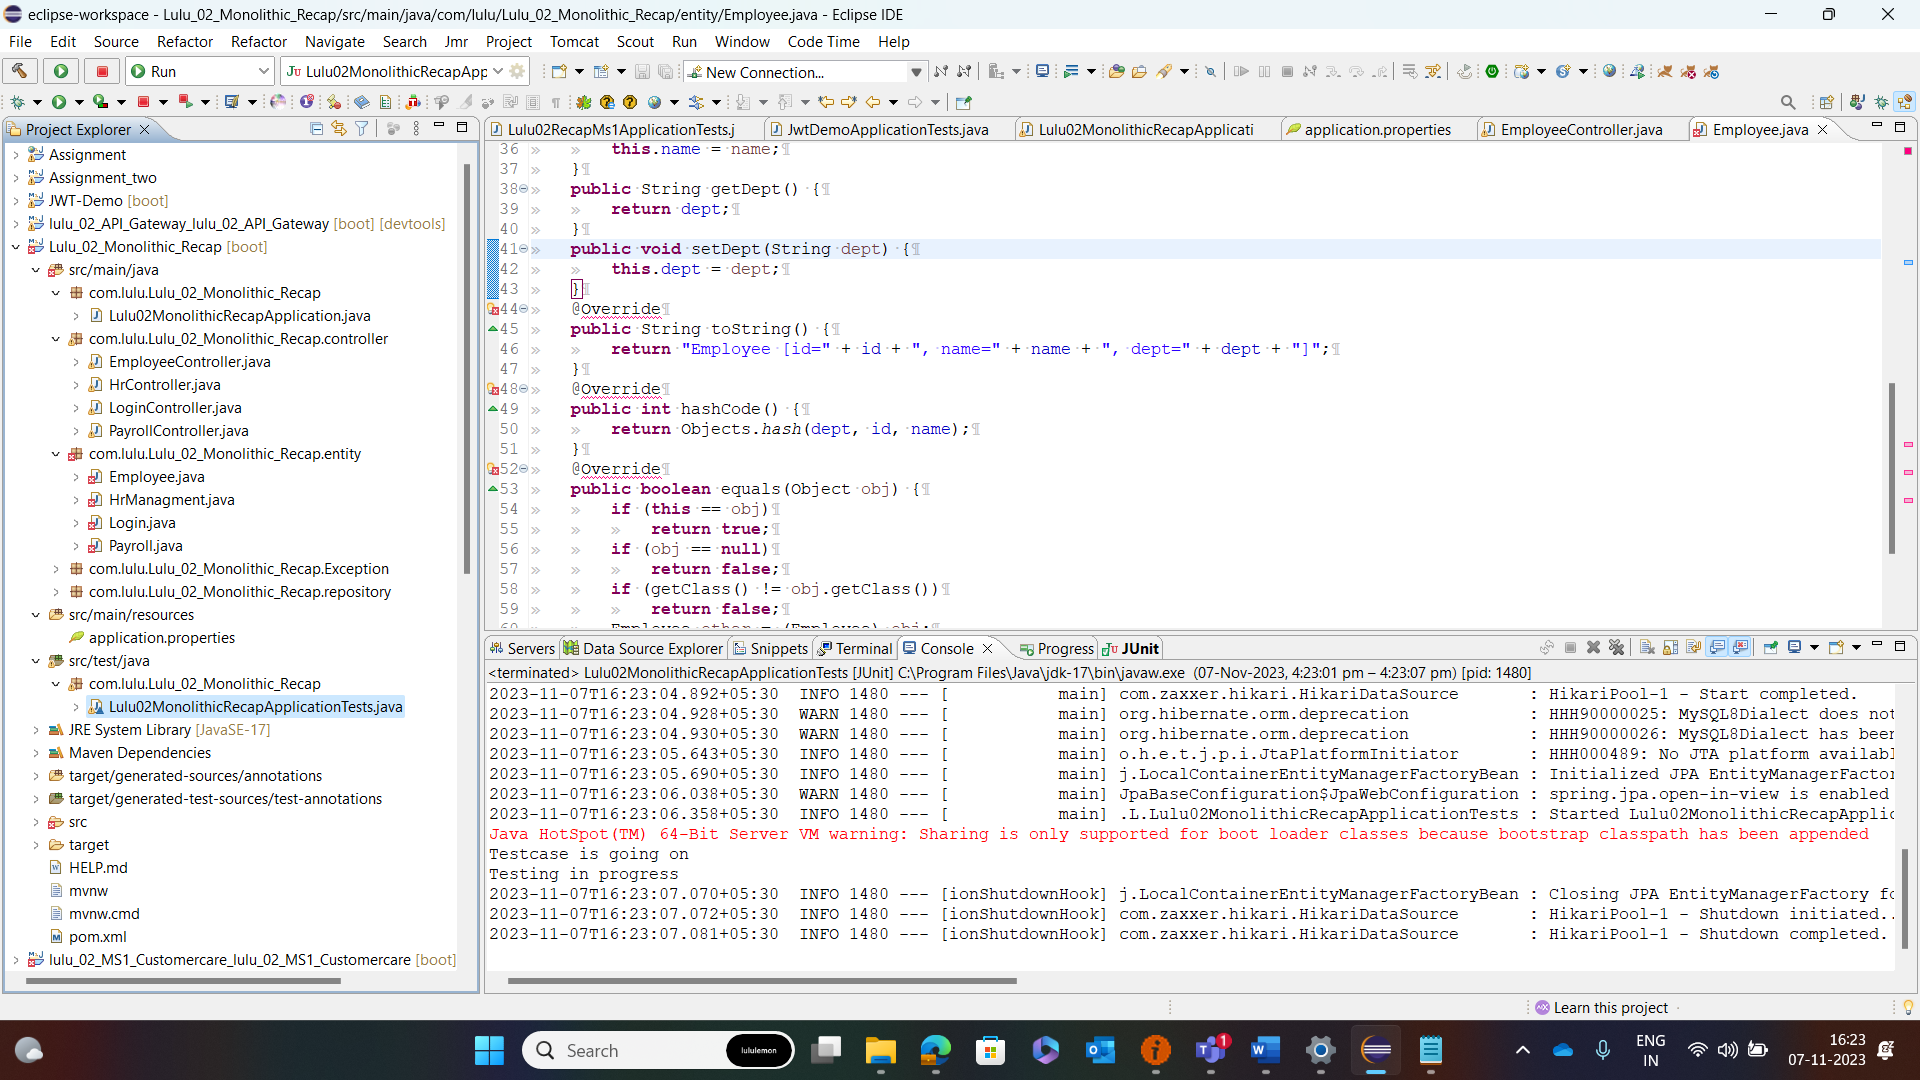 eclipse-workspace - Lulu_02_Monolithic_Recap/src/main/java/com/lulu/Lulu_02_Monolithic_Recap/entity/Employee.java - Eclipse IDE
File Edit Source Refactor Refactor Navigate Search Jmr Project Tomcat Scout Run Window Code Time Help
Run
Lulu02MonolithicRecapApp
New Connection...
Project Explorer
Assignment
Assignment_two
JWT-Demo [boot]
lulu_02_API_Gateway_lulu_02_API_Gateway [boot] [devtools]
Lulu_02_Monolithic_Recap [boot]
src/main/java
com.lulu.Lulu_02_Monolithic_Recap
Lulu02MonolithicRecapApplication.java
com.lulu.Lulu_02_Monolithic_Recap.controller
EmployeeController.java
HrController.java
LoginController.java
PayrollController.java
com.lulu.Lulu_02_Monolithic_Recap.entity
Employee.java
HrManagment.java
Login.java
Payroll.java
com.lulu.Lulu_02_Monolithic_Recap.Exception
com.lulu.Lulu_02_Monolithic_Recap.repository
src/main/resources
application.properties
src/test/java
com.lulu.Lulu_02_Monolithic_Recap
Lulu02MonolithicRecapApplicationTests.java
JRE System Library [JavaSE-17]
Maven Dependencies
target/generated-sources/annotations
target/generated-test-sources/test-annotations
src
target
HELP.md
mvnw
mvnw.cmd
pom.xml
lulu_02_MS1_Customercare_lulu_02_MS1_Customercare [boot]
Lulu02RecapMs1ApplicationTests.j JwtDemoApplicationTests.java Lulu02MonolithicRecapApplicati application.properties EmployeeController.java Employee.java
36 » » this.name = name;¶
37 » }¶
38 » public String getDept() {¶
39 » » return dept;¶
40 » }¶
41 » public void setDept(String dept) {¶
42 » » this.dept = dept;¶
43 » }¶
44 » @Override¶
45 » public String toString() {¶
46 » » return "Employee [id=" + id + ", name=" + name + ", dept=" + dept + "]";¶
47 » }¶
48 » @Override¶
49 » public int hashCode() {¶
50 » » return Objects.hash(dept, id, name);¶
51 » }¶
52 » @Override¶
53 » public boolean equals(Object obj) {¶
54 » » if (this == obj)¶
55 » » » return true;¶
56 » » if (obj == null)¶
57 » » » return false;¶
58 » » if (getClass() != obj.getClass())¶
59 » » » return false;¶
60 » » Employee other = (Employee) obj;¶
Servers Data Source Explorer Snippets Terminal Console Progress JUnit
<terminated> Lulu02MonolithicRecapApplicationTests [JUnit] C:\Program Files\Java\jdk-17\bin\javaw.exe (07-Nov-2023, 4:23:01 pm – 4:23:07 pm) [pid: 1480]
2023-11-07T16:23:04.892+05:30 INFO 1480 --- [ main] com.zaxxer.hikari.HikariDataSource : HikariPool-1 - Start completed.
2023-11-07T16:23:04.928+05:30 WARN 1480 --- [ main] org.hibernate.orm.deprecation : HHH90000025: MySQL8Dialect does not
2023-11-07T16:23:04.930+05:30 WARN 1480 --- [ main] org.hibernate.orm.deprecation : HHH90000026: MySQL8Dialect has been
2023-11-07T16:23:05.643+05:30 INFO 1480 --- [ main] o.h.e.t.j.p.i.JtaPlatformInitiator : HHH000489: No JTA platform availabl
2023-11-07T16:23:05.690+05:30 INFO 1480 --- [ main] j.LocalContainerEntityManagerFactoryBean : Initialized JPA EntityManagerFactor
2023-11-07T16:23:06.038+05:30 WARN 1480 --- [ main] JpaBaseConfiguration$JpaWebConfiguration : spring.jpa.open-in-view is enabled
2023-11-07T16:23:06.358+05:30 INFO 1480 --- [ main] .L.Lulu02MonolithicRecapApplicationTests : Started Lulu02MonolithicRecapApplic
Java HotSpot(TM) 64-Bit Server VM warning: Sharing is only supported for boot loader classes because bootstrap classpath has been appended
Testcase is going on
Testing in progress
2023-11-07T16:23:07.070+05:30 INFO 1480 --- [ionShutdownHook] j.LocalContainerEntityManagerFactoryBean : Closing JPA EntityManagerFactory fo
2023-11-07T16:23:07.072+05:30 INFO 1480 --- [ionShutdownHook] com.zaxxer.hikari.HikariDataSource : HikariPool-1 - Shutdown initiated..
2023-11-07T16:23:07.081+05:30 INFO 1480 --- [ionShutdownHook] com.zaxxer.hikari.HikariDataSource : HikariPool-1 - Shutdown completed.
Learn this project
Search
lululemon
1
ENG
IN
16:23
07-11-2023